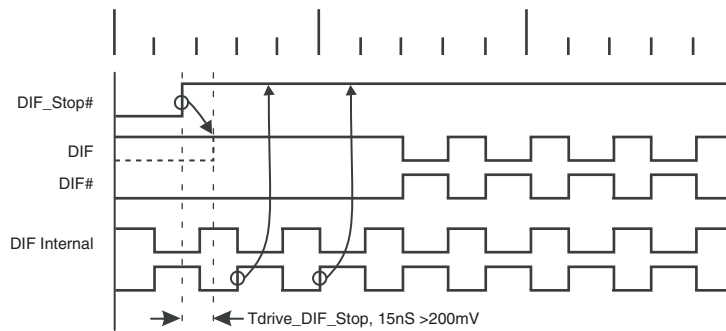 DIF_Stop#
DIF
DIF#
DIF Internal
Tdrive_DIF_Stop, 15nS >200mV